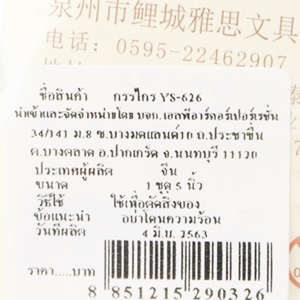 泉州市鲤城雅思文具
电话：0595-22462907
地址
ชื่อสินค้า กรรไกร YS-626
นำเข้าและจัดจำหน่ายโดย บจก.เอสพีอาร์คอร์เปอร์เรชั่น
34/141 ม.8 ซ.บางมดแลนด์10 ถ.ประชาชื่น
ต.บางตลาด อ.ปากเกร็ด จ.นนทบุรี 11120
ประเทศผู้ผลิต จีน
ขนาด 1 ชุด 5 นิ้ว
วิธีใช้ ใช้เพื่อตัดสิ่งของ
ข้อแนะนำ อย่าโดนความร้อน
วันที่ผลิต 4 มิ.ย. 2563
ราคา.....บาท
8 851215 290326